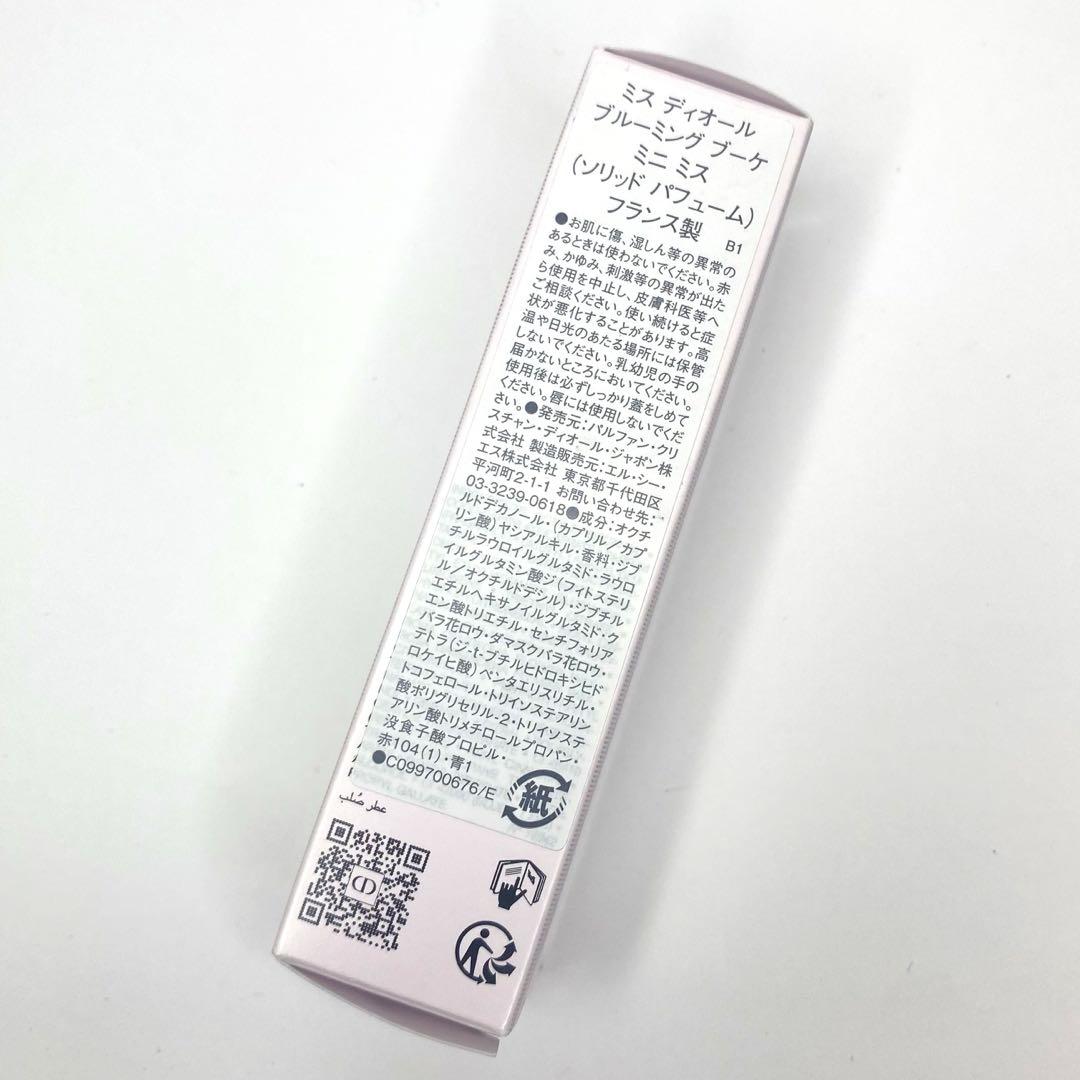 ミス ディオール
ブルーミング ブーケ
ミニ ミス
(ソリッド パフューム)
フランス製 B1
●お肌に傷、湿しん等の異常の
あるときは使わないでください。赤
み、かゆみ、刺激等の異常が出た
ら使用を中止し、皮膚科医等へ
ご相談ください。使い続けると症
状が悪化することがあります。高
温や日光のあたる場所には保管
しないでください。乳幼児の手の
届かないところにおいてください。
使用後は必ずしっかり蓋をしめて
ください。唇には使用しないでくだ
さい。●発売元:パルファン・クリ
スチャン・ディオール・ジャポン株
式会社 製造販売元:エル・シー・
エス株式会社 東京都千代田区
平河町2-1-1 お問い合わせ先:
03-3239-0618●成分:オクチ
ルドデカノール・(カプリル/カプ
リン酸)ヤシアルキル・香料・ジブ
チルラウロイルグルタミド・ラウロ
イルグルタミン酸ジ(フィトステリ
ル/オクチルドデシル)・ジブチル
エチルヘキサノイルグルタミド・ク
エン酸トリエチル・センチフォリア
バラ花ロウ・ダマスクバラ花ロウ・
テトラ(ジ-t-ブチルヒドロキシヒド
ロケイヒ酸)ペンタエリスリチル・
トコフェロール・トリイソステアリン
酸ポリグリセリル-2・トリイソステ
アリン酸トリメチロールプロパン・
没食子酸プロピル・
赤104(1)・青1
●C099700676/E
紙
عطر صُلب
CD